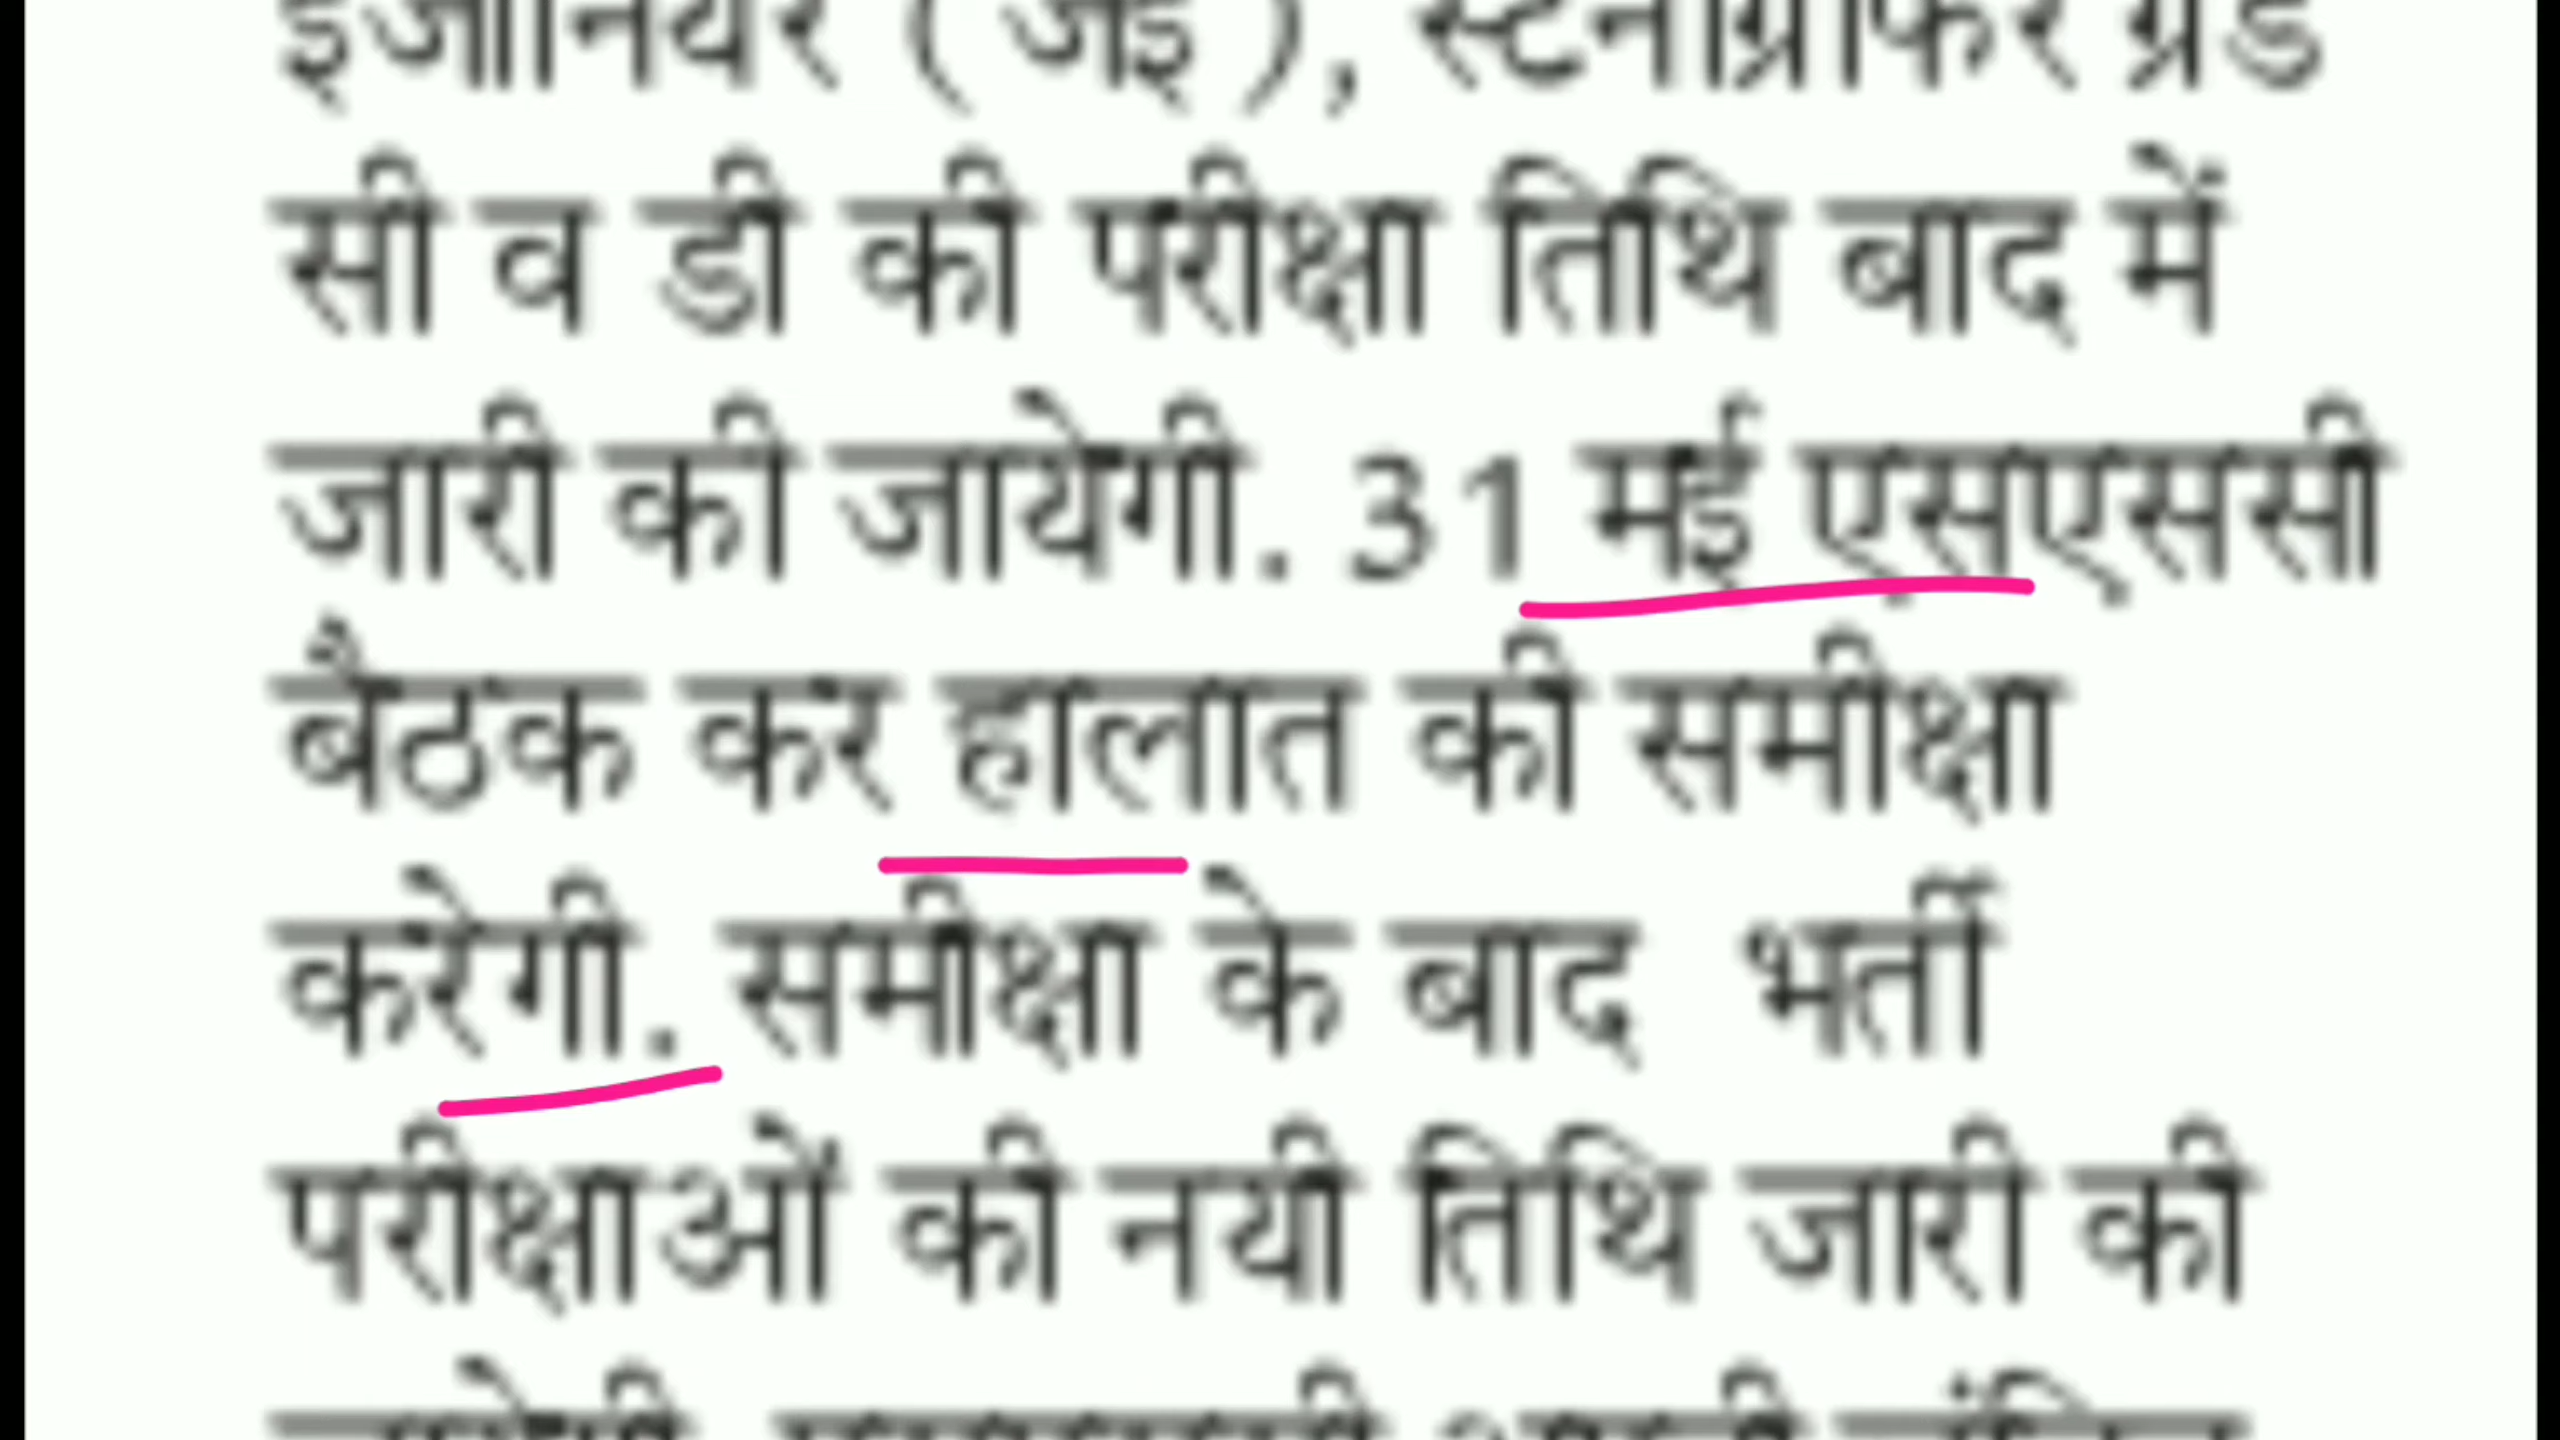 इंजीनियर ( जेई ), स्टेनोग्राफर ग्रेड
सी व डी की परीक्षा तिथि बाद में
जारी की जायेगी. 31 मई एसएससी
बैठक कर हालात की समीक्षा
करेगी. समीक्षा के बाद भर्ती
परीक्षाओं की नयी तिथि जारी की